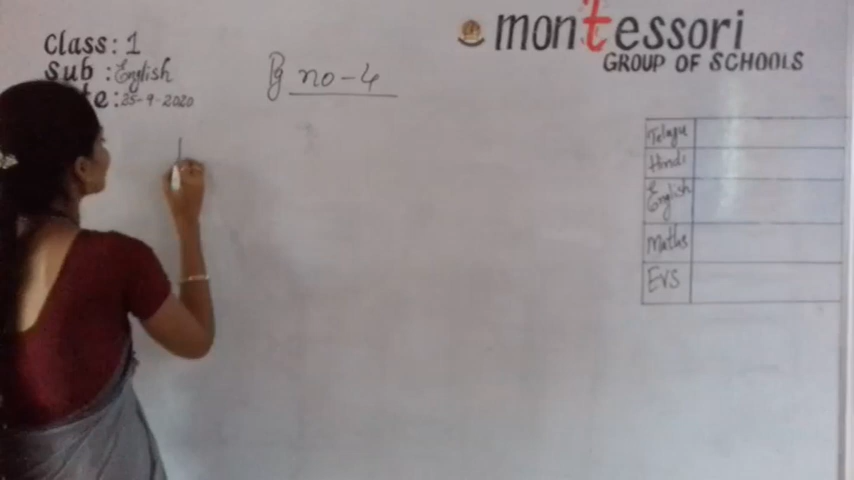 Class: 1
Sub : English
te : 25-9-2020
Pg no - 4
montessori
GROUP OF SCHOOLS
Telugu
Hindi
English
Maths
EVS